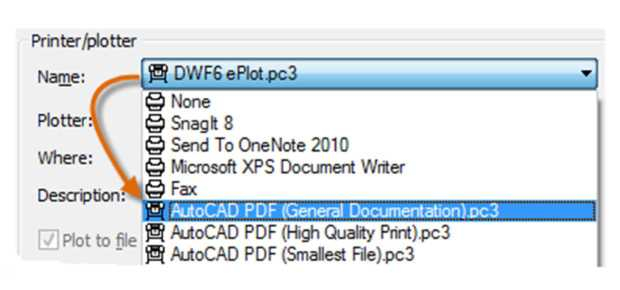 Printer/plotter
Name: DWF6 ePlot.pc3
None
Plotter: SnagIt 8
Send To OneNote 2010
Where: Microsoft XPS Document Writer
Fax
Description: AutoCAD PDF (General Documentation).pc3
Plot to file AutoCAD PDF (High Quality Print).pc3
AutoCAD PDF (Smallest File).pc3